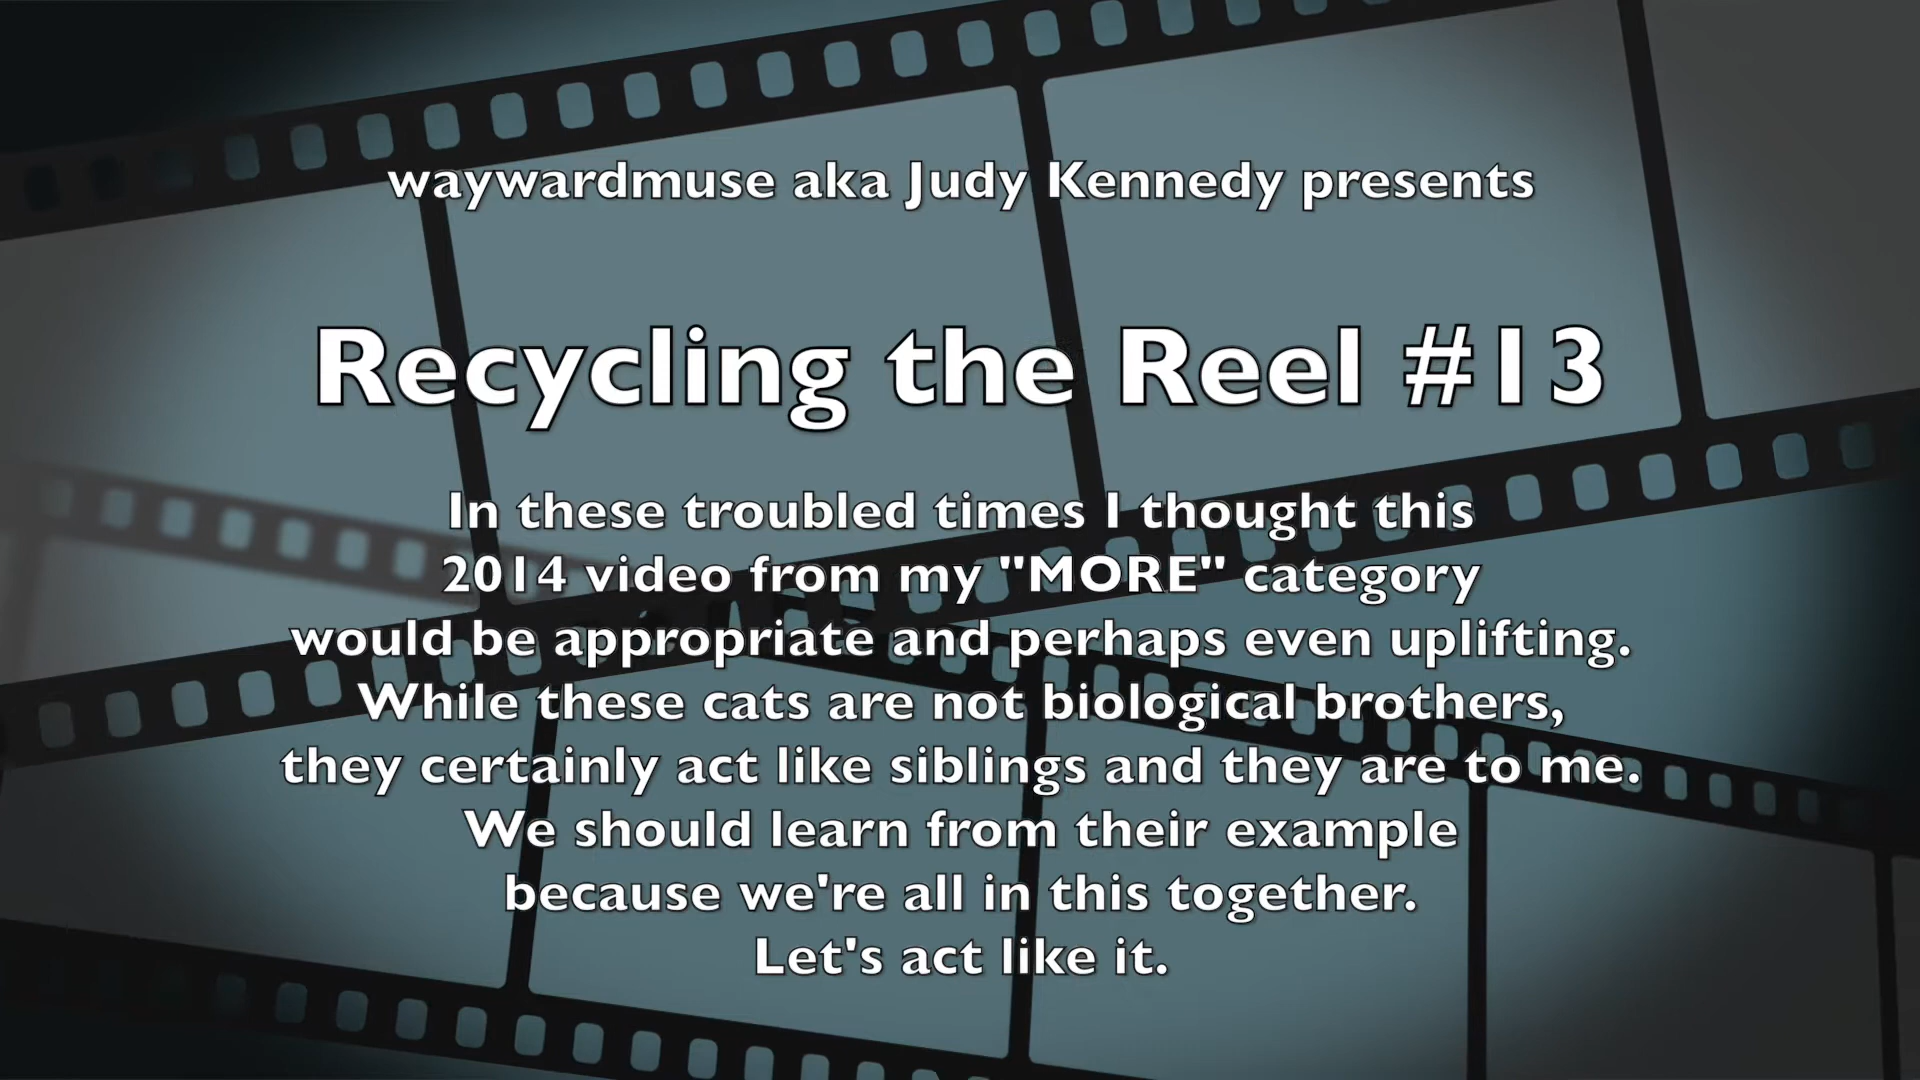 waywardmuse aka Judy Kennedy presents
Recycling the Reel #13
In these troubled times I thought this
2014 video from my "MORE" category
would be appropriate and perhaps even uplifting.
While these cats are not biological brothers,
they certainly act like siblings and they are to me.
We should learn from their example
because we're all in this together.
Let's act like it.